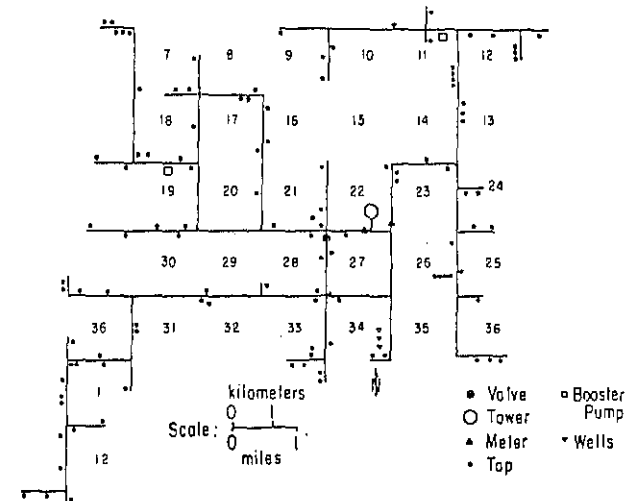 7 8 9 10 11 12
18 17 16 15 14 13
19 20 21 22 23 24
30 29 28 27 26 25
36 31 32 33 34 35 36
1
12
kilometers
0 1
Scale:
0 1
miles
Valve
Tower
Meter
Tap
Booster
Pump
Wells